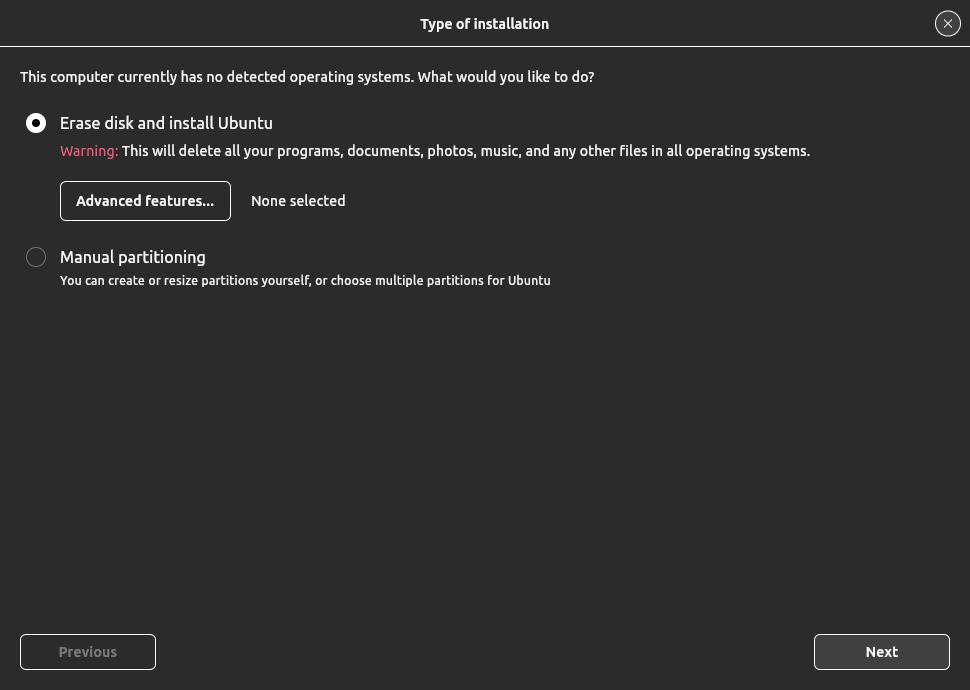 Type of installation
This computer currently has no detected operating systems. What would you like to do?
Erase disk and install Ubuntu
Warning: This will delete all your programs, documents, photos, music, and any other files in all operating systems.
Advanced features... None selected
Manual partitioning
You can create or resize partitions yourself, or choose multiple partitions for Ubuntu
Previous Next